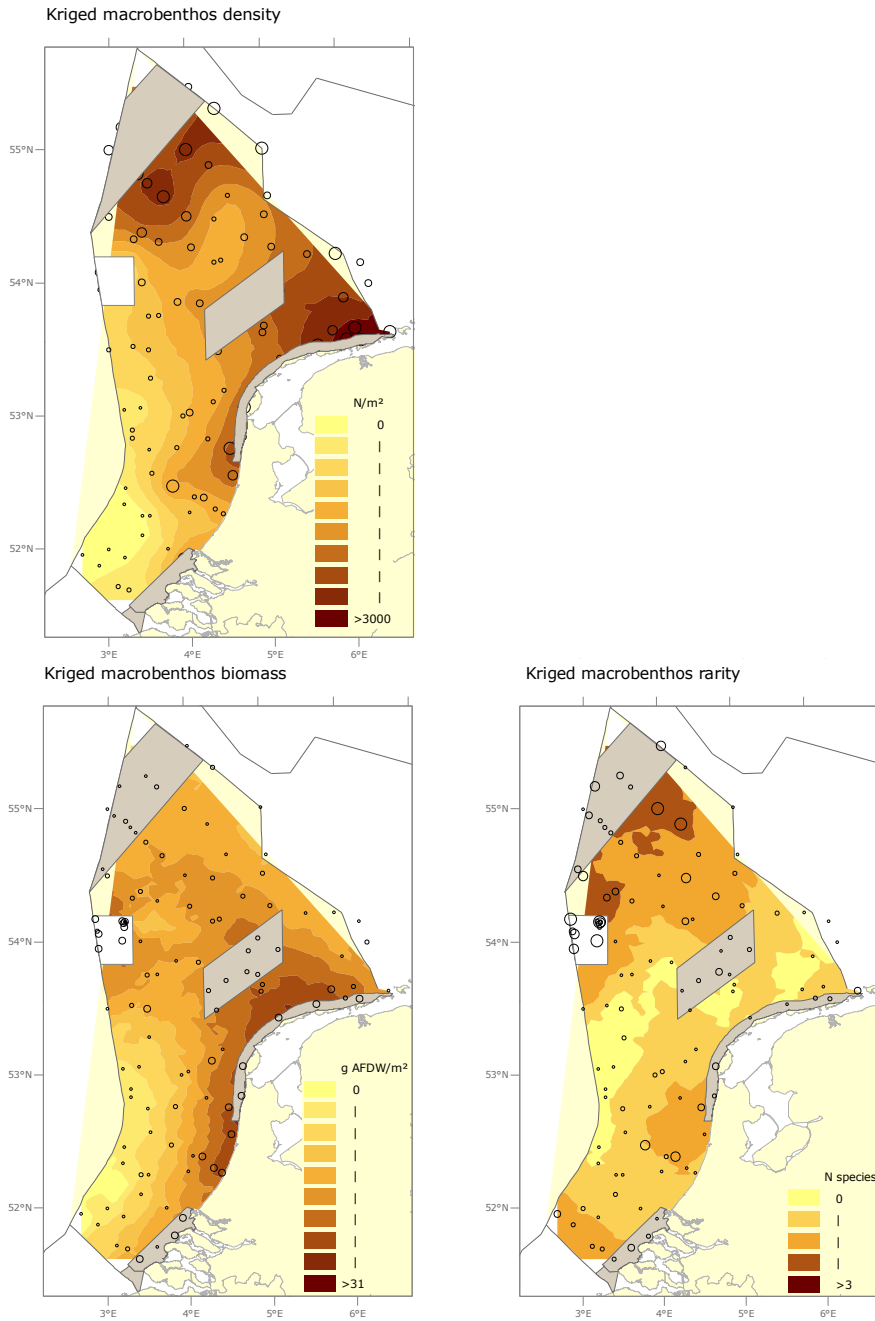 Kriged macrobenthos density
55°N
54°N
53°N
52°N
N/m²
0
>3000
3°E 4°E 5°E 6°E
Kriged macrobenthos biomass
55°N
54°N
53°N
52°N
g AFDW/m²
0
>31
3°E 4°E 5°E 6°E
Kriged macrobenthos rarity
55°N
54°N
53°N
52°N
N species
0
>3
3°E 4°E 5°E 6°E